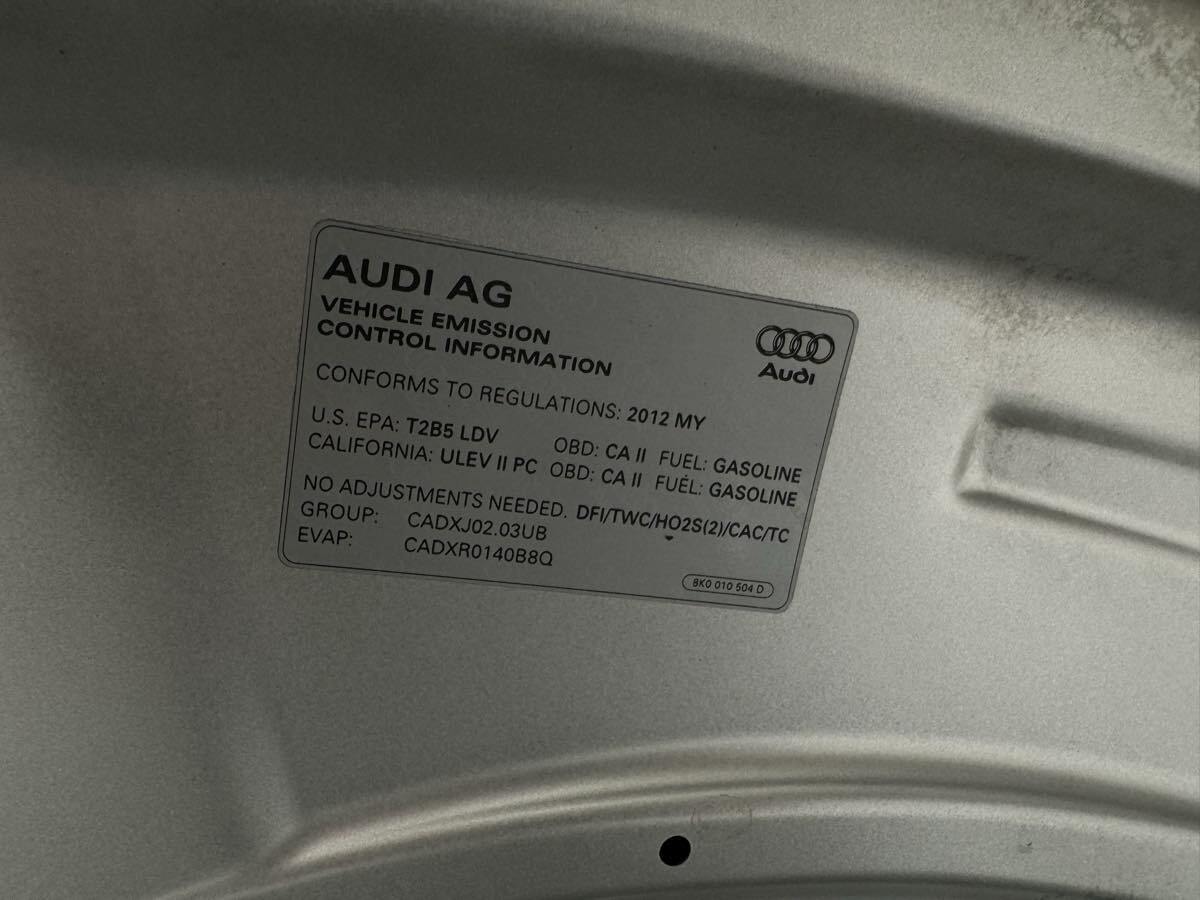 AUDI AG
VEHICLE EMISSION
CONTROL INFORMATION
Audi
CONFORMS TO REGULATIONS: 2012 MY
U.S. EPA: T2B5 LDV OBD: CA II FUEL: GASOLINE
CALIFORNIA: ULEV II PC OBD: CA II FUEL: GASOLINE
NO ADJUSTMENTS NEEDED. DFI/TWC/HO2S(2)/CAC/TC
GROUP: CADXJ02.03UB
EVAP: CADXR0140B8Q
8K0 010 504 D